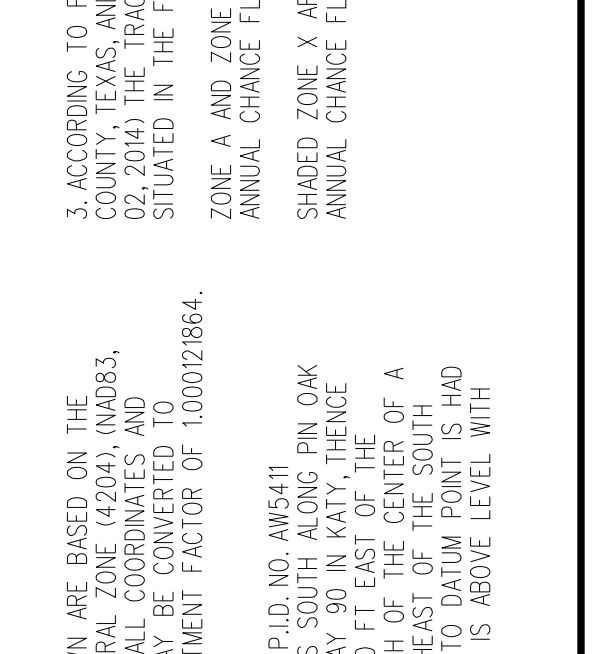 WN ARE BASED ON THE
RAL ZONE (4204), (NAD83,
ALL COORDINATES AND
AY BE CONVERTED TO
TMENT FACTOR OF 1.000121864.
P.I.D. NO. AW5411
S SOUTH ALONG PIN OAK
AY 90 IN KATY, THENCE
FT EAST OF THE
H OF THE CENTER OF A
HEAST OF THE SOUTH
TO DATUM POINT IS HAD
IS ABOVE LEVEL WITH
3. ACCORDING TO F
COUNTY, TEXAS, AND
02, 2014) THE TRAC
SITUATED IN THE F
ZONE A AND ZONE
ANNUAL CHANCE FL
SHADED ZONE X AR
ANNUAL CHANCE FL